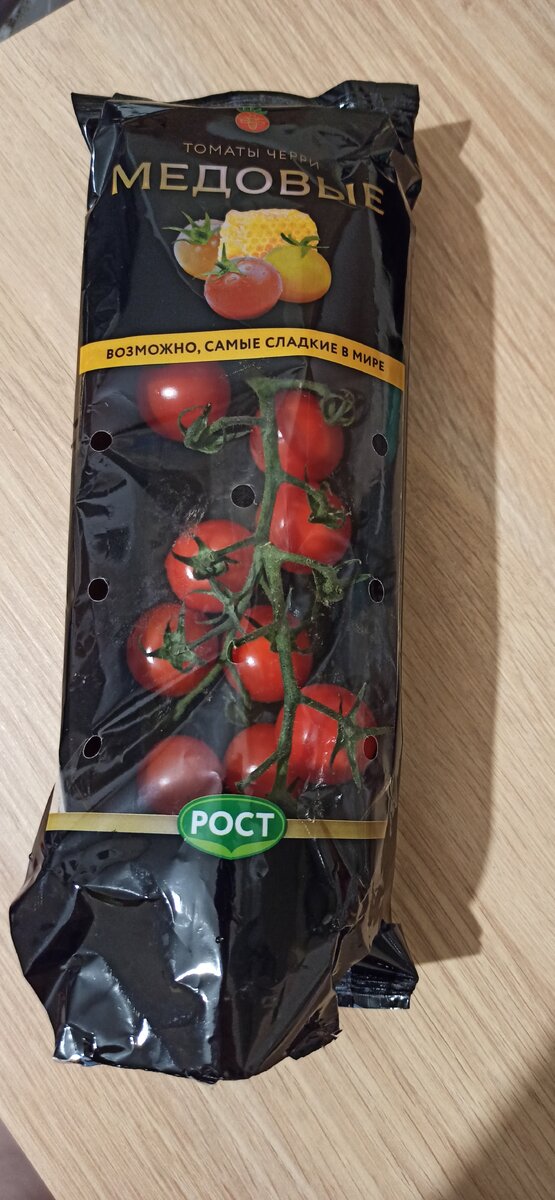 ТОМАТЫ ЧЕРРИ
МЕДОВЫЕ
ВОЗМОЖНО, САМЫЕ СЛАДКИЕ В МИРЕ
РОСТ